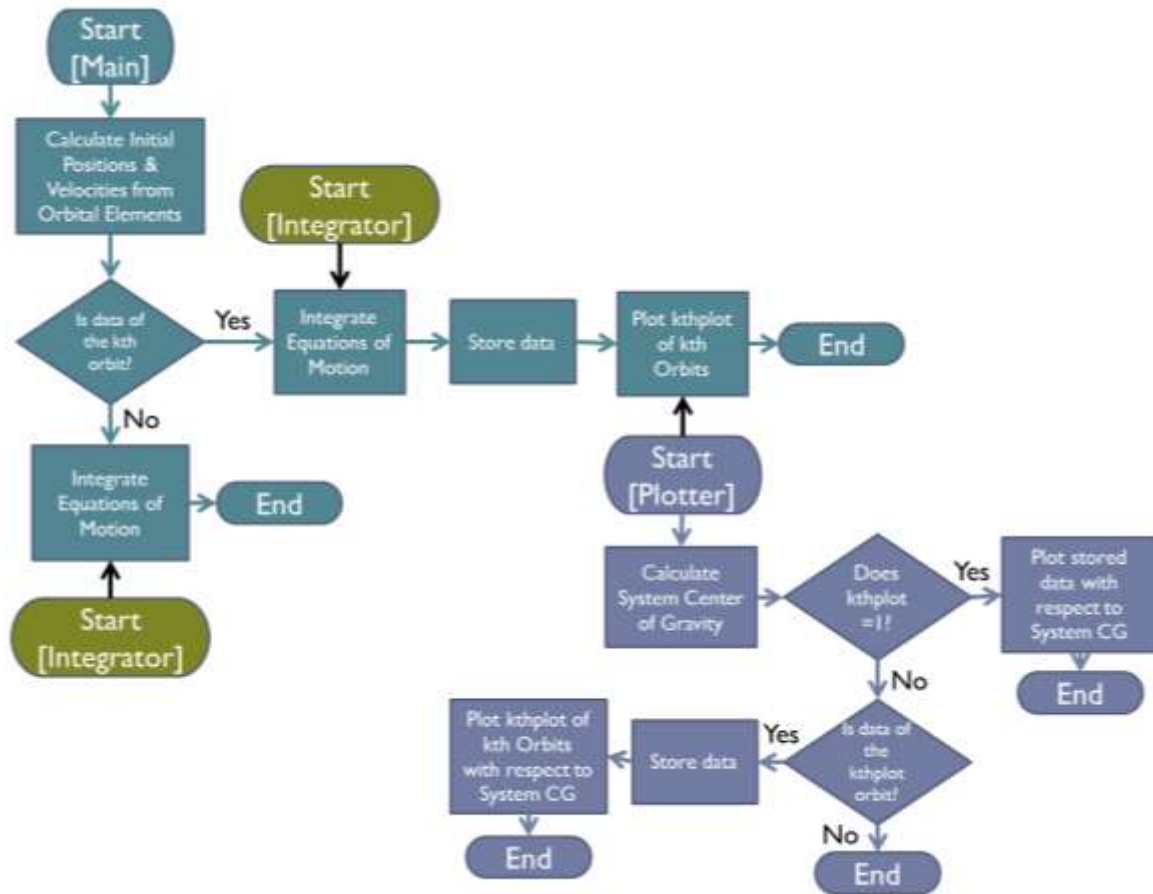 Start
[Main]
Calculate Initial
Positions &
Velocities from
Orbital Elements
Start
[Integrator]
Is data of
the kth
orbit?
Yes
Integrate
Equations of
Motion
Store data
Plot kthplot
of kth
Orbits
End
No
Integrate
Equations of
Motion
End
Start
[Integrator]
Start
[Plotter]
Calculate
System Center
of Gravity
Does
kthplot
=1?
Yes
Plot stored
data with
respect to
System CG
End
No
Is data of
the
kthplot
orbit?
Yes
Store data
Plot kthplot of
kth Orbits
with respect to
System CG
End
No
End